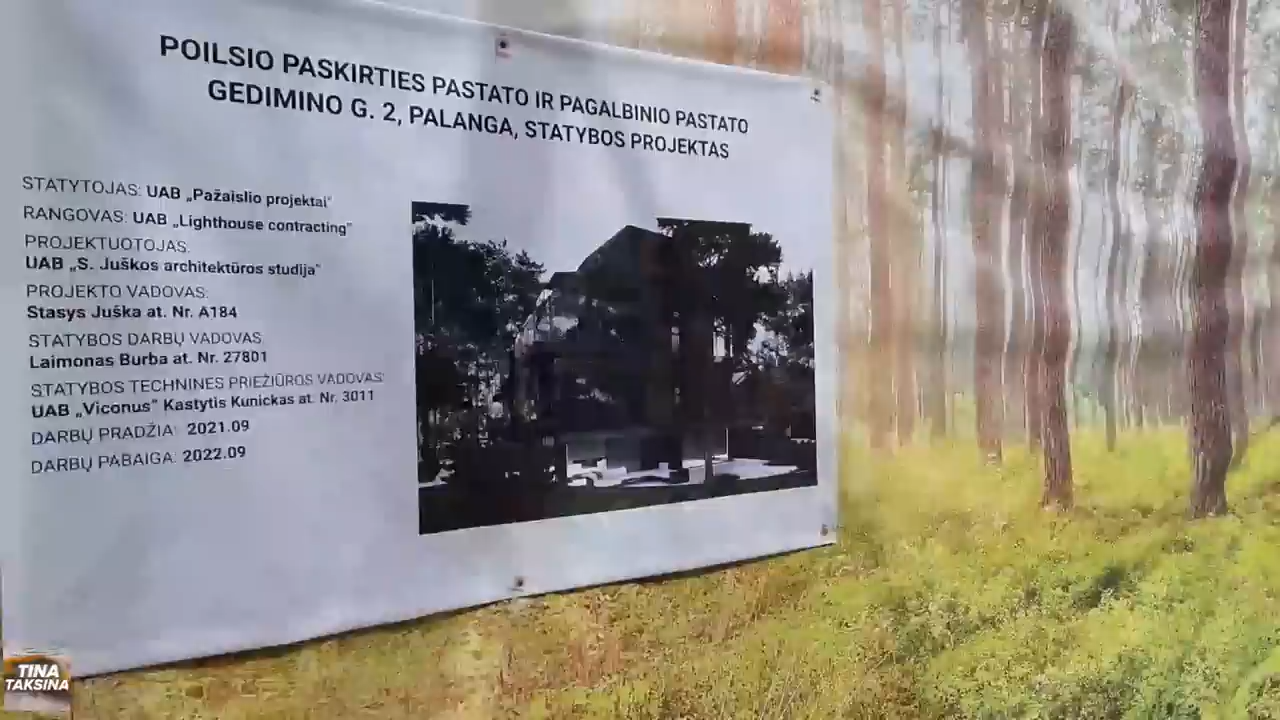 POILSIO PASKIRTIES PASTATO IR PAGALBINIO PASTATO
GEDIMINO G. 2, PALANGA, STATYBOS PROJEKTAS
STATYTOJAS: UAB „Pažaislio projektai"
RANGOVAS: UAB „Lighthouse contracting"
PROJEKTUOTOJAS:
UAB „S. Juškos architektūros studija"
PROJEKTO VADOVAS:
Stasys Juška at. Nr. A184
STATYBOS DARBŲ VADOVAS:
Laimonas Burba at. Nr. 27801
STATYBOS TECHNINĖS PRIEŽIŪROS VADOVAS:
UAB „Viconus" Kastytis Kunickas at. Nr. 3011
DARBŲ PRADŽIA: 2021.09
DARBŲ PABAIGA: 2022.09
TINA
TAKSINA